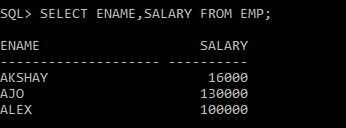 SQL> SELECT ENAME,SALARY FROM EMP;
ENAME                    SALARY
-------------------- ----------
AKSHAY                    16000
AJO                      130000
ALEX                     100000